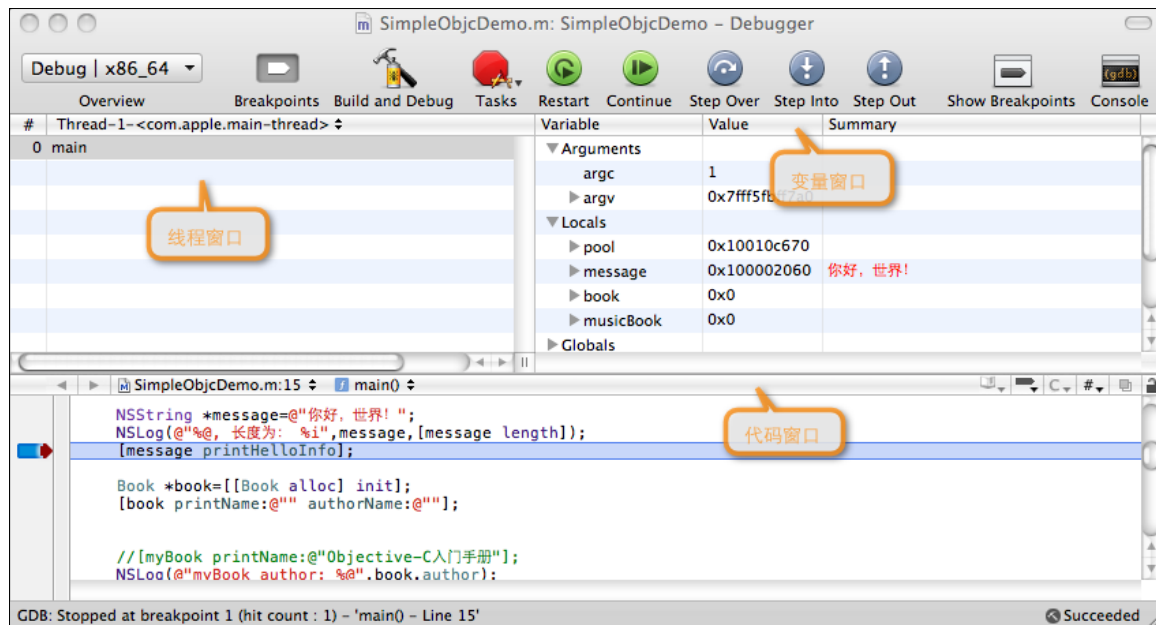 SimpleObjcDemo.m: SimpleObjcDemo – Debugger
Debug | x86_64
Overview Breakpoints Build and Debug Tasks Restart Continue Step Over Step Into Step Out Show Breakpoints Console
(gdb)
# Thread-1-<com.apple.main-thread> Variable Value Summary
0 main
Arguments
argc 1
argv 0x7fff5fbff7a0
变量窗口
线程窗口
Locals
pool 0x10010c670
message 0x100002060 你好，世界！
book 0x0
musicBook 0x0
Globals
SimpleObjcDemo.m:15 main() C #
NSString *message=@"你好，世界！";
NSLog(@"%@, 长度为： %i",message,[message length]);
代码窗口
[message printHelloInfo];
Book *book=[[Book alloc] init];
[book printName:@"" authorName:@""];
//[myBook printName:@"Objective-C入门手册"];
NSLog(@"myBook author: %@",book.author);
GDB: Stopped at breakpoint 1 (hit count : 1) – 'main() – Line 15' Succeeded